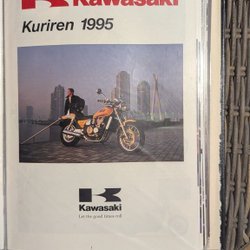 Kawasaki
Kuriren 1995
Kawasaki
Let the good times roll